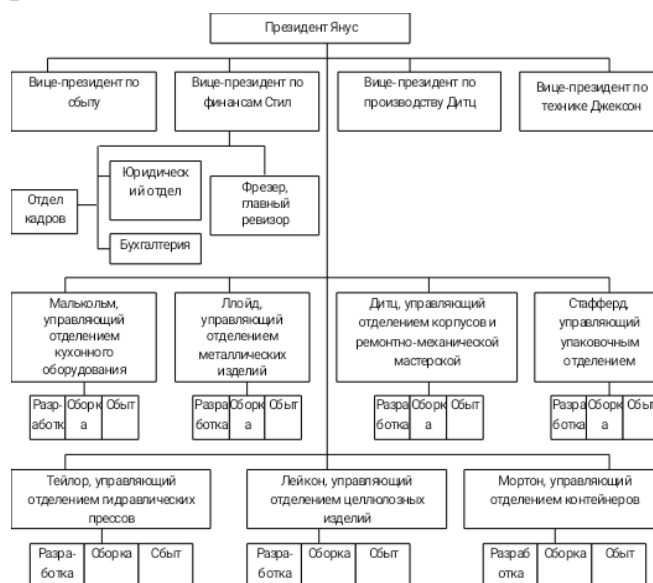 Президент Янус
Вице-президент по
сбыту
Вице-президент по
финансам Стил
Вице-президент по
производству Дитц
Вице-президент по
технике Джексон
Отдел
кадров
Юридическ
ий отдел
Бухгалтерия
Фрезер,
главный
ревизор
Малькольм,
управляющий
отделением
кухонного
оборудования
Ллойд,
управляющий
отделением
металлических
изделий
Дитц, управляющий
отделением корпусов и
ремонтно-механической
мастерской
Стафферд,
управляющий
упаковочным
отделением
Разр-
аботк
Сборк
а
Сбыт
Разра
ботка
Сборк
а
Сбыт
Разра
ботка
Сборк
а
Сбыт
Разра
ботка
Сборк
а
Сбыт
Тейлор, управляющий
отделением гидравлических
прессов
Лейкон, управляющий
отделением целлюлозных
изделий
Мортон, управляющий
отделением контейнеров
Разра-
ботка
Сборка
Сбыт
Разра-
ботка
Сборка
Сбыт
Разраб
отка
Сборка
Сбыт